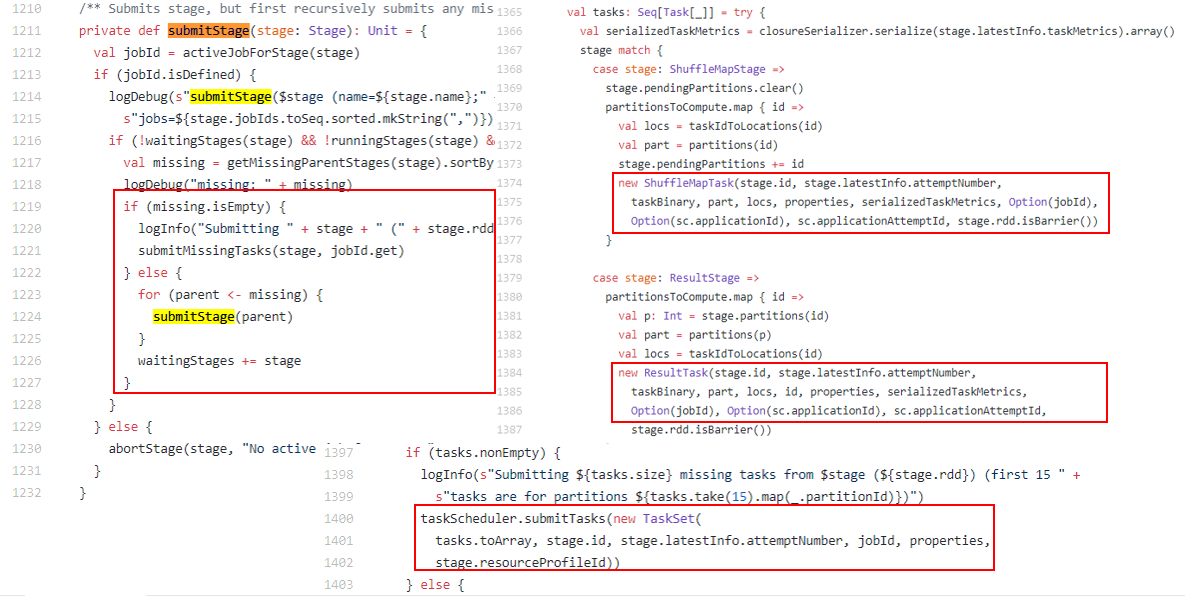 1210 /** Submits stage, but first recursively submits any mis
1211 private def submitStage(stage: Stage): Unit = {
1212 val jobId = activeJobForStage(stage)
1213 if (jobId.isDefined) {
1214 logDebug(s"submitStage($stage (name=${stage.name};"
1215 s"jobs=${stage.jobIds.toSeq.sorted.mkString(",")})
1216 if (!waitingStages(stage) && !runningStages(stage) &
1217 val missing = getMissingParentStages(stage).sortBy
1218 logDebug("missing: " + missing)
1219 if (missing.isEmpty) {
1220 logInfo("Submitting " + stage + " (" + stage.rdd
1221 submitMissingTasks(stage, jobId.get)
1222 } else {
1223 for (parent <- missing) {
1224 submitStage(parent)
1225 }
1226 waitingStages += stage
1227 }
1228 }
1229 } else {
1230 abortStage(stage, "No active
1231 }
1232 }
1365 val tasks: Seq[Task[_]] = try {
1366 val serializedTaskMetrics = closureSerializer.serialize(stage.latestInfo.taskMetrics).array()
1367 stage match {
1368 case stage: ShuffleMapStage =>
1369 stage.pendingPartitions.clear()
1370 partitionsToCompute.map { id =>
1371 val locs = taskIdToLocations(id)
1372 val part = partitions(id)
1373 stage.pendingPartitions += id
1374 new ShuffleMapTask(stage.id, stage.latestInfo.attemptNumber,
1375 taskBinary, part, locs, properties, serializedTaskMetrics, Option(jobId),
1376 Option(sc.applicationId), sc.applicationAttemptId, stage.rdd.isBarrier())
1377 }
1378
1379 case stage: ResultStage =>
1380 partitionsToCompute.map { id =>
1381 val p: Int = stage.partitions(id)
1382 val part = partitions(p)
1383 val locs = taskIdToLocations(id)
1384 new ResultTask(stage.id, stage.latestInfo.attemptNumber,
1385 taskBinary, part, locs, id, properties, serializedTaskMetrics,
1386 Option(jobId), Option(sc.applicationId), sc.applicationAttemptId,
1387 stage.rdd.isBarrier())
1397 if (tasks.nonEmpty) {
1398 logInfo(s"Submitting ${tasks.size} missing tasks from $stage (${stage.rdd}) (first 15 " +
1399 s"tasks are for partitions ${tasks.take(15).map(_.partitionId)})")
1400 taskScheduler.submitTasks(new TaskSet(
1401 tasks.toArray, stage.id, stage.latestInfo.attemptNumber, jobId, properties,
1402 stage.resourceProfileId))
1403 } else {